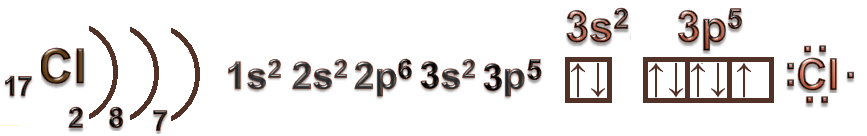 3s² 3p⁵
₁₇Cl 1s² 2s² 2p⁶ 3s² 3p⁵ ↑↓ ↑↓ ↑↓ ↑ :Cl·
2 8 7